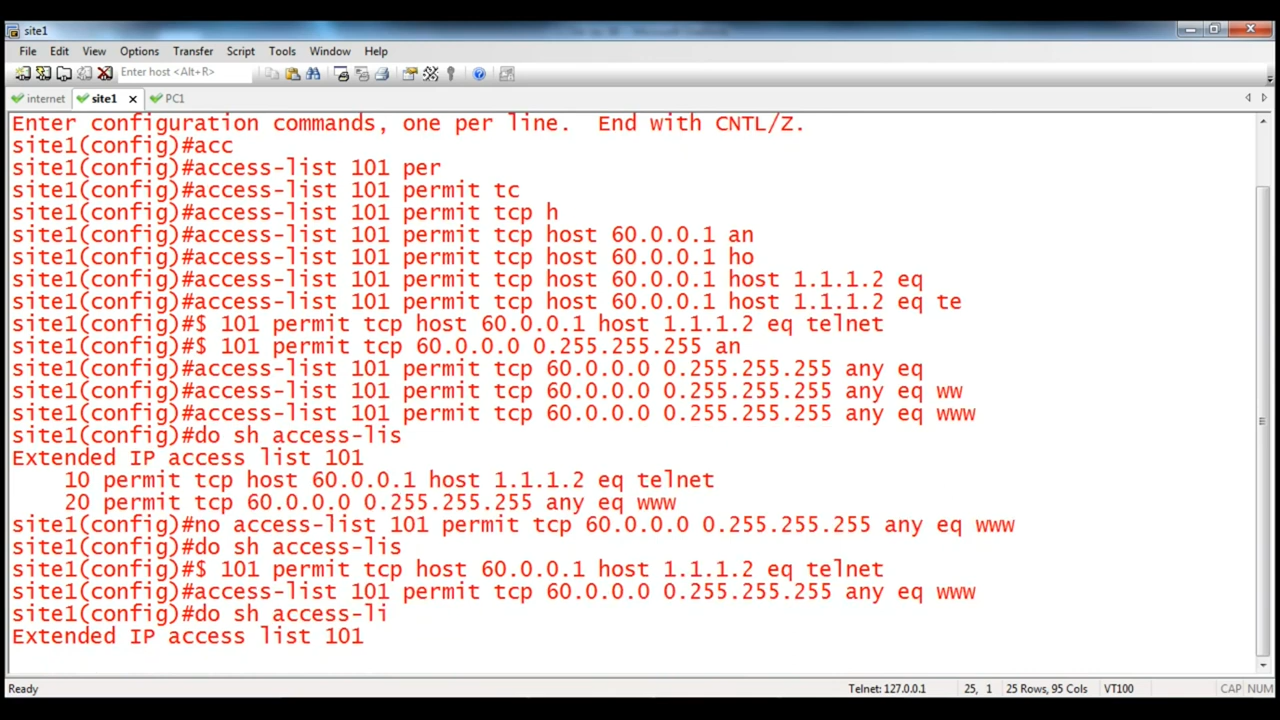 site1
File Edit View Options Transfer Script Tools Window Help
Enter host <Alt+R>
internet site1 PC1
Enter configuration commands, one per line.  End with CNTL/Z.
site1(config)#acc
site1(config)#access-list 101 per
site1(config)#access-list 101 permit tc
site1(config)#access-list 101 permit tcp h
site1(config)#access-list 101 permit tcp host 60.0.0.1 an
site1(config)#access-list 101 permit tcp host 60.0.0.1 ho
site1(config)#access-list 101 permit tcp host 60.0.0.1 host 1.1.1.2 eq
site1(config)#access-list 101 permit tcp host 60.0.0.1 host 1.1.1.2 eq te
site1(config)#$ 101 permit tcp host 60.0.0.1 host 1.1.1.2 eq telnet
site1(config)#$ 101 permit tcp 60.0.0.0 0.255.255.255 an
site1(config)#access-list 101 permit tcp 60.0.0.0 0.255.255.255 any eq
site1(config)#access-list 101 permit tcp 60.0.0.0 0.255.255.255 any eq ww
site1(config)#access-list 101 permit tcp 60.0.0.0 0.255.255.255 any eq www
site1(config)#do sh access-lis
Extended IP access list 101
    10 permit tcp host 60.0.0.1 host 1.1.1.2 eq telnet
    20 permit tcp 60.0.0.0 0.255.255.255 any eq www
site1(config)#no access-list 101 permit tcp 60.0.0.0 0.255.255.255 any eq www
site1(config)#do sh access-lis
site1(config)#$ 101 permit tcp host 60.0.0.1 host 1.1.1.2 eq telnet
site1(config)#access-list 101 permit tcp 60.0.0.0 0.255.255.255 any eq www
site1(config)#do sh access-li
Extended IP access list 101
Ready Telnet: 127.0.0.1 25, 1 25 Rows, 95 Cols VT100 CAP NUM